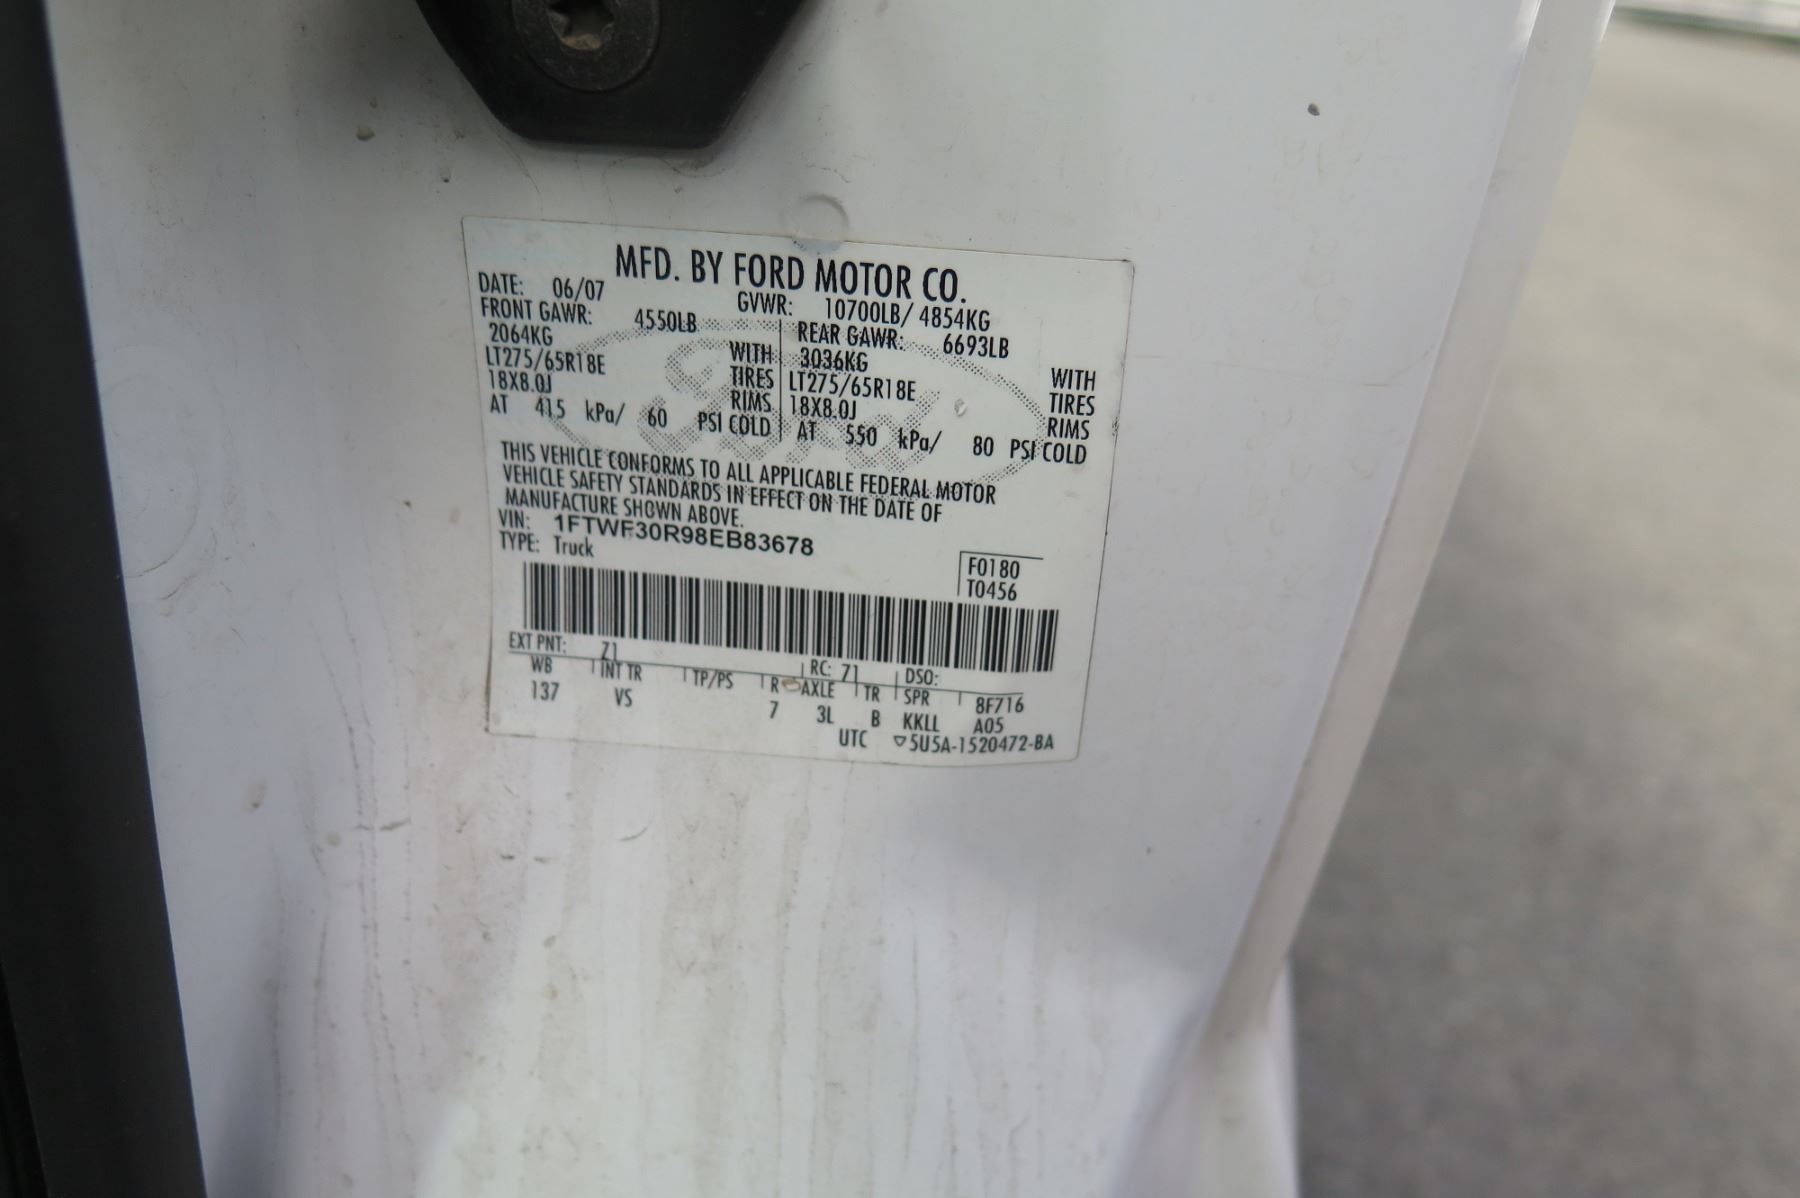 MFD. BY FORD MOTOR CO.
DATE: 06/07 GVWR: 10700LB/ 4854KG
FRONT GAWR: 4550LB REAR GAWR: 6693LB
2064KG WITH 3036KG WITH
LT275/65R18E TIRES LT275/65R18E TIRES
18X8.0J RIMS 18X8.0J RIMS
AT 415 kPa/ 60 PSI COLD AT 550 kPa/ 80 PSI COLD
THIS VEHICLE CONFORMS TO ALL APPLICABLE FEDERAL MOTOR
VEHICLE SAFETY STANDARDS IN EFFECT ON THE DATE OF
MANUFACTURE SHOWN ABOVE.
VIN: 1FTWF30R98EB83678
TYPE: Truck
F0180
T0456
EXT PNT: Z1 RC: 71 DSO:
WB INT TR TP/PS R AXLE TR SPR 8F716
137 VS 7 3L B KKLL A05
UTC ▽5U5A-1520472-BA